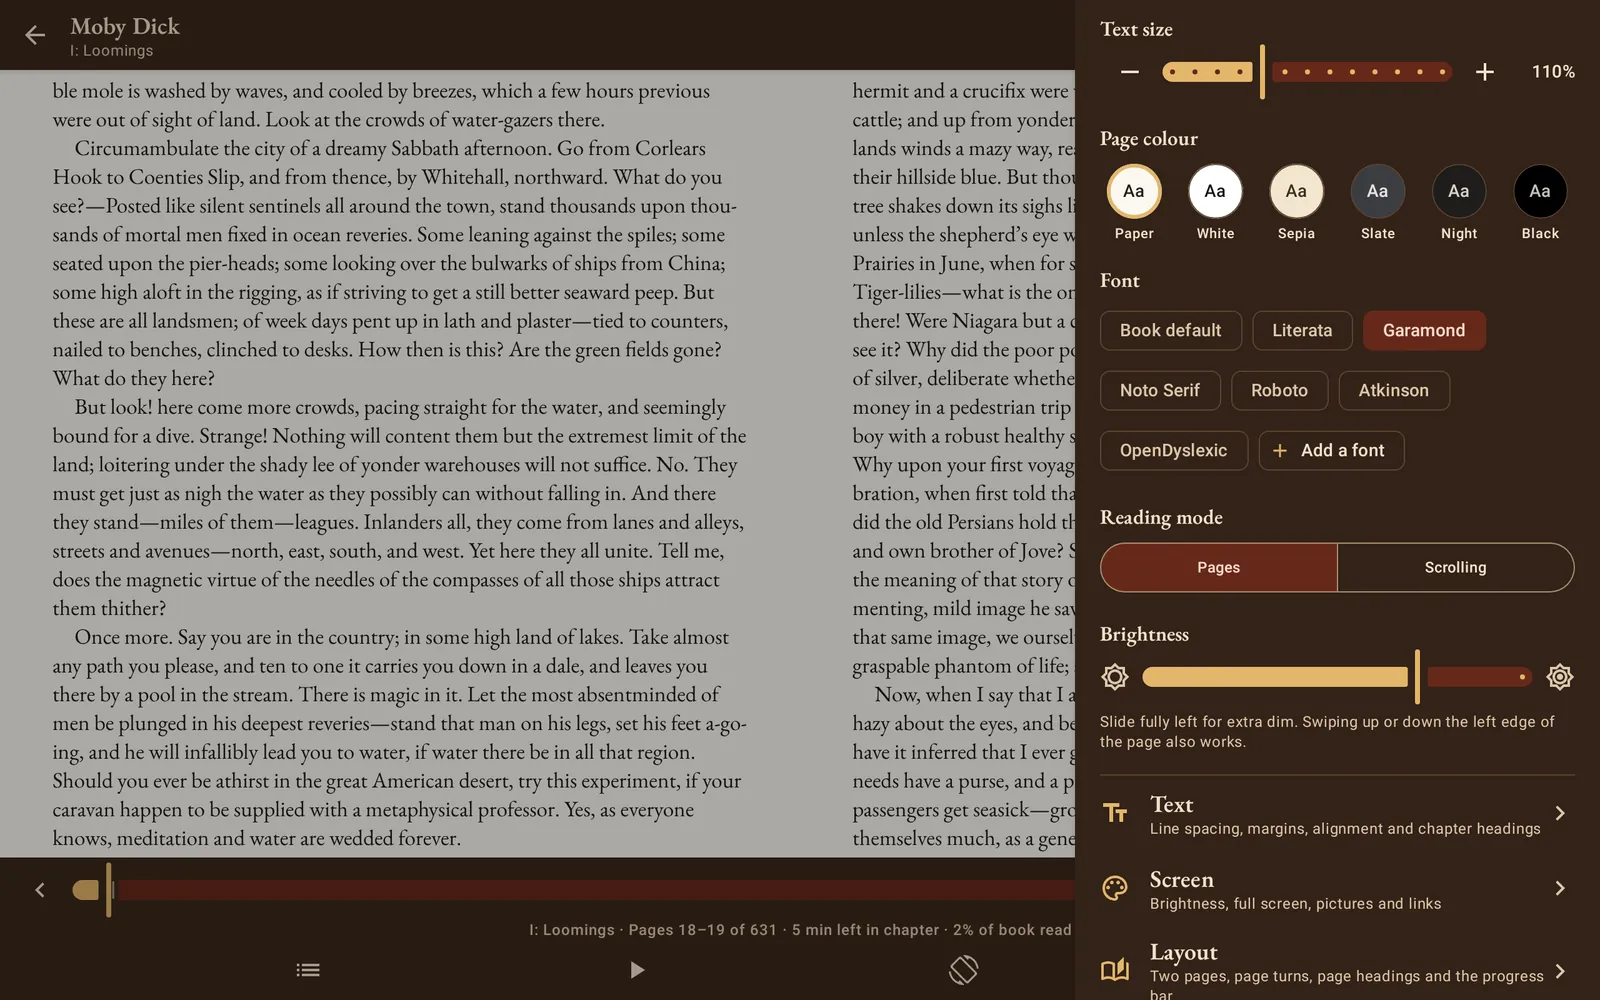 Moby Dick
I: Loomings
ble mole is washed by waves, and cooled by breezes, which a few hours previous
were out of sight of land. Look at the crowds of water-gazers there.
Circumambulate the city of a dreamy Sabbath afternoon. Go from Corlears
Hook to Coenties Slip, and from thence, by Whitehall, northward. What do you
see?—Posted like silent sentinels all around the town, stand thousands upon thou-
sands of mortal men fixed in ocean reveries. Some leaning against the spiles; some
seated upon the pier-heads; some looking over the bulwarks of ships from China;
some high aloft in the rigging, as if striving to get a still better seaward peep. But
these are all landsmen; of week days pent up in lath and plaster—tied to counters,
nailed to benches, clinched to desks. How then is this? Are the green fields gone?
What do they here?
But look! here come more crowds, pacing straight for the water, and seemingly
bound for a dive. Strange! Nothing will content them but the extremest limit of the
land; loitering under the shady lee of yonder warehouses will not suffice. No. They
must get just as nigh the water as they possibly can without falling in. And there
they stand—miles of them—leagues. Inlanders all, they come from lanes and alleys,
streets and avenues—north, east, south, and west. Yet here they all unite. Tell me,
does the magnetic virtue of the needles of the compasses of all those ships attract
them thither?
Once more. Say you are in the country; in some high land of lakes. Take almost
any path you please, and ten to one it carries you down in a dale, and leaves you
there by a pool in the stream. There is magic in it. Let the most absentminded of
men be plunged in his deepest reveries—stand that man on his legs, set his feet a-go-
ing, and he will infallibly lead you to water, if water there be in all that region.
Should you ever be athirst in the great American desert, try this experiment, if your
caravan happen to be supplied with a metaphysical professor. Yes, as everyone
knows, meditation and water are wedded forever.
hermit and a crucifix were
cattle; and up from yonder
lands winds a mazy way,
their hillside blue. But
tree shakes down its sighs
unless the shepherd's eye
Prairies in June, when for
Tiger-lilies—what is the
there! Were Niagara but a
see it? Why did the poor
of silver, deliberate
money in a pedestrian trip
boy with a robust healthy
Why upon your first
bration, when first told
did the old Persians hold
and own brother of Jove?
the meaning of that story
menting, mild image he
that same image, we
graspable phantom of life;
Now, when I say that I
hazy about the eyes, and
have it inferred that I ever
needs have a purse, and a
passengers get seasick—
themselves much, as a
I: Loomings · Pages 18–19 of 631 · 5 min left in chapter · 2% of book read
Text size
110%
Page colour
Aa Aa Aa Aa Aa Aa
Paper White Sepia Slate Night Black
Font
Book default Literata Garamond
Noto Serif Roboto Atkinson
OpenDyslexic + Add a font
Reading mode
Pages Scrolling
Brightness
Slide fully left for extra dim. Swiping up or down the left edge of
the page also works.
Text
Line spacing, margins, alignment and chapter headings
Screen
Brightness, full screen, pictures and links
Layout
Two pages, page turns, page headings and the progress
bar